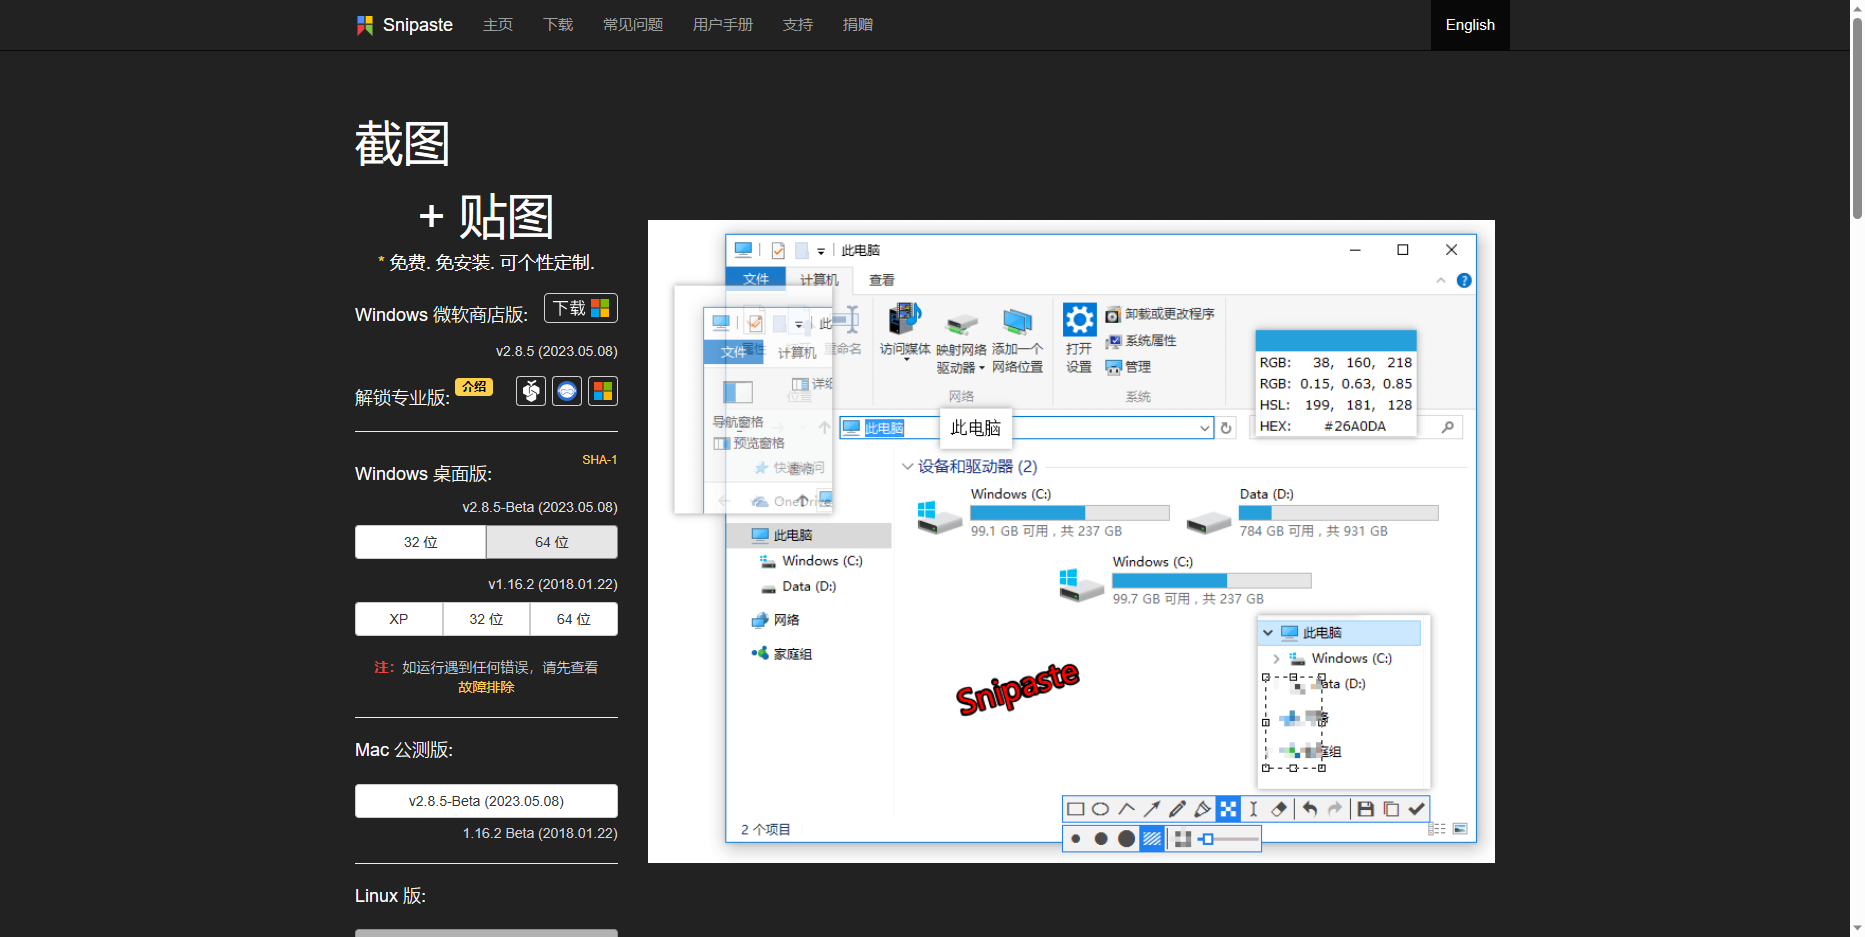 Snipaste 主页 下载 常见问题 用户手册 支持 捐赠 English
截图
+ 贴图
* 免费. 免安装. 可个性定制.
Windows 微软商店版: 下载
v2.8.5 (2023.05.08)
解锁专业版: 介绍
SHA-1
Windows 桌面版:
v2.8.5-Beta (2023.05.08)
32 位 64 位
v1.16.2 (2018.01.22)
XP 32 位 64 位
注：如运行遇到任何错误，请先查看
故障排除
Mac 公测版:
v2.8.5-Beta (2023.05.08)
1.16.2 Beta (2018.01.22)
Linux 版:
此电脑
文件 计算机 查看
文件 计算机
导航窗格
预览窗格
重命名
访问媒体
映射网络
驱动器
添加一个
网络位置
网络
打开
设置
卸载或更改程序
系统属性
管理
系统
RGB: 38, 160, 218
RGB: 0.15, 0.63, 0.85
HSL: 199, 181, 128
HEX: #26A0DA
此电脑
此电脑
OneDrive
设备和驱动器 (2)
Windows (C:)
99.1 GB 可用，共 237 GB
Data (D:)
784 GB 可用，共 931 GB
Windows (C:)
99.7 GB 可用，共 237 GB
此电脑
Windows (C:)
Data (D:)
网络
家庭组
Snipaste
此电脑
Windows (C:)
ata (D:)
庭组
2 个项目